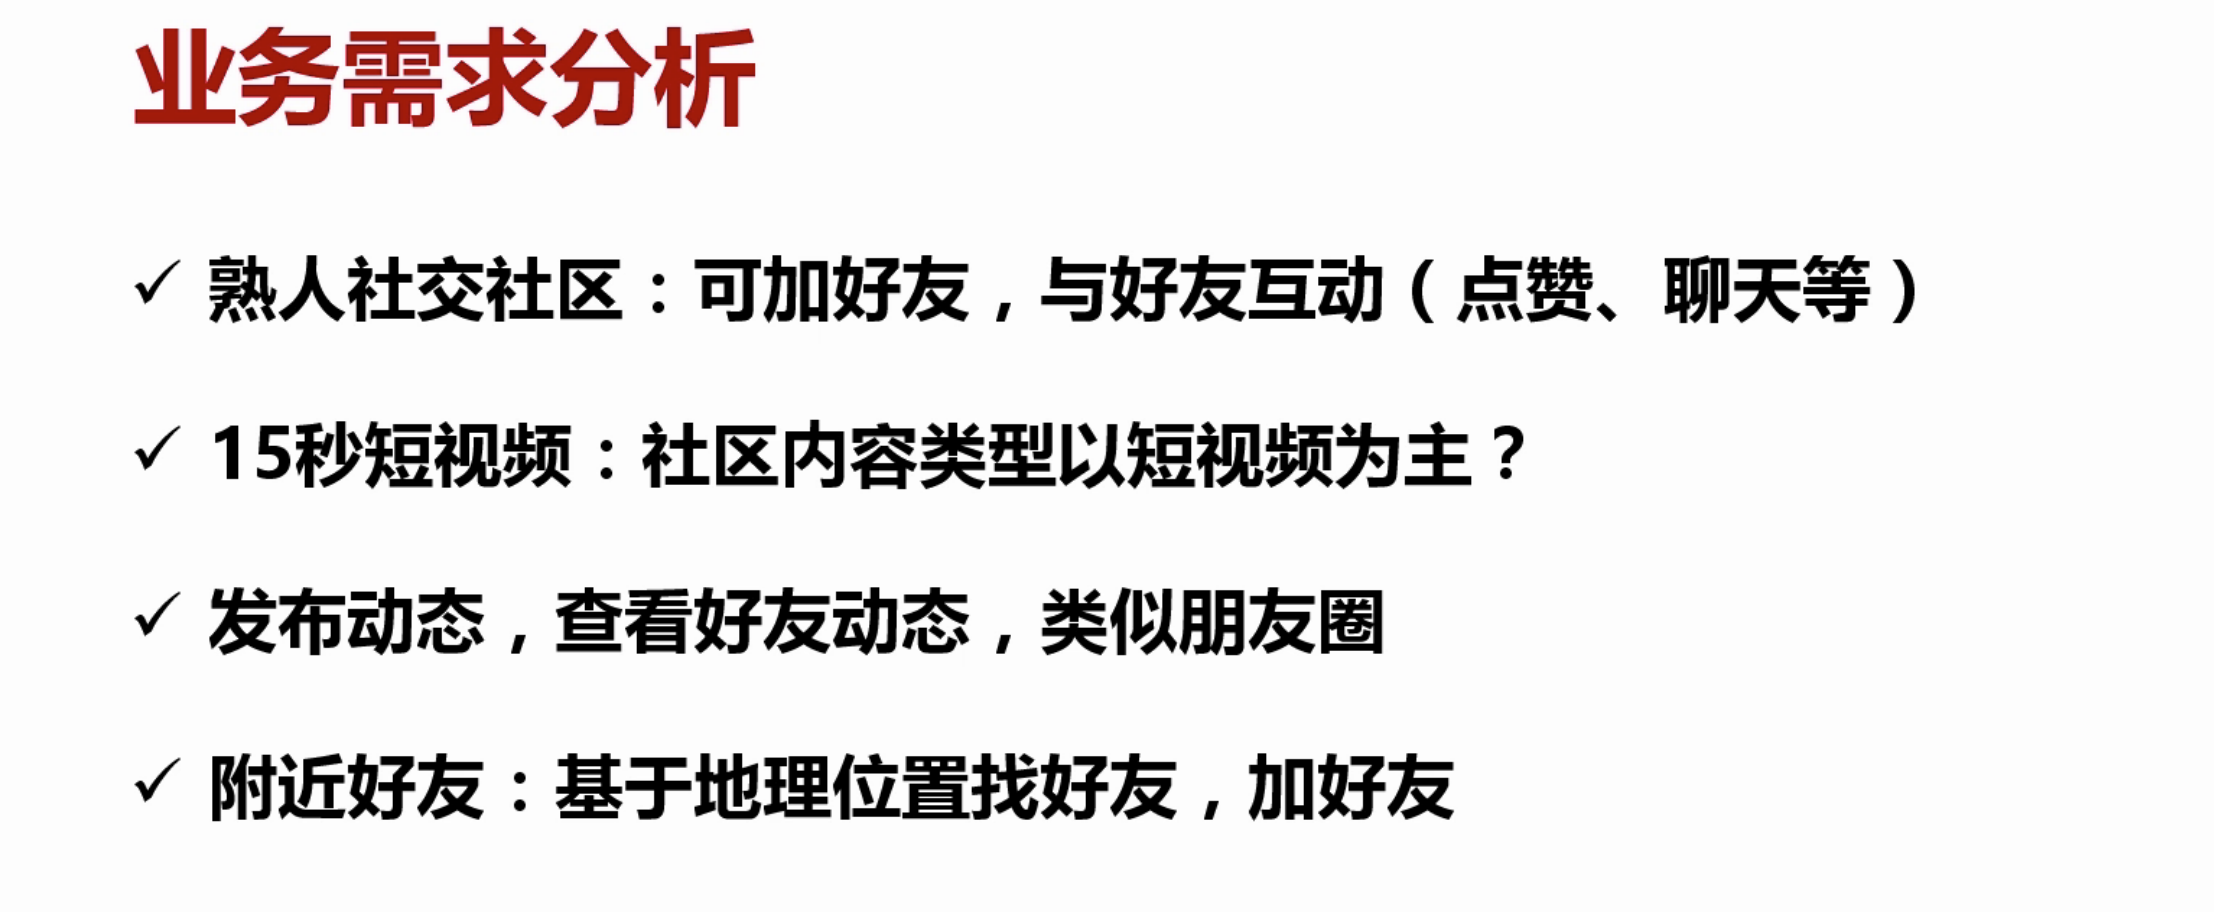 业务需求分析
✓ 熟人社交社区：可加好友，与好友互动（点赞、聊天等）
✓ 15秒短视频：社区内容类型以短视频为主？
✓ 发布动态，查看好友动态，类似朋友圈
✓ 附近好友：基于地理位置找好友，加好友